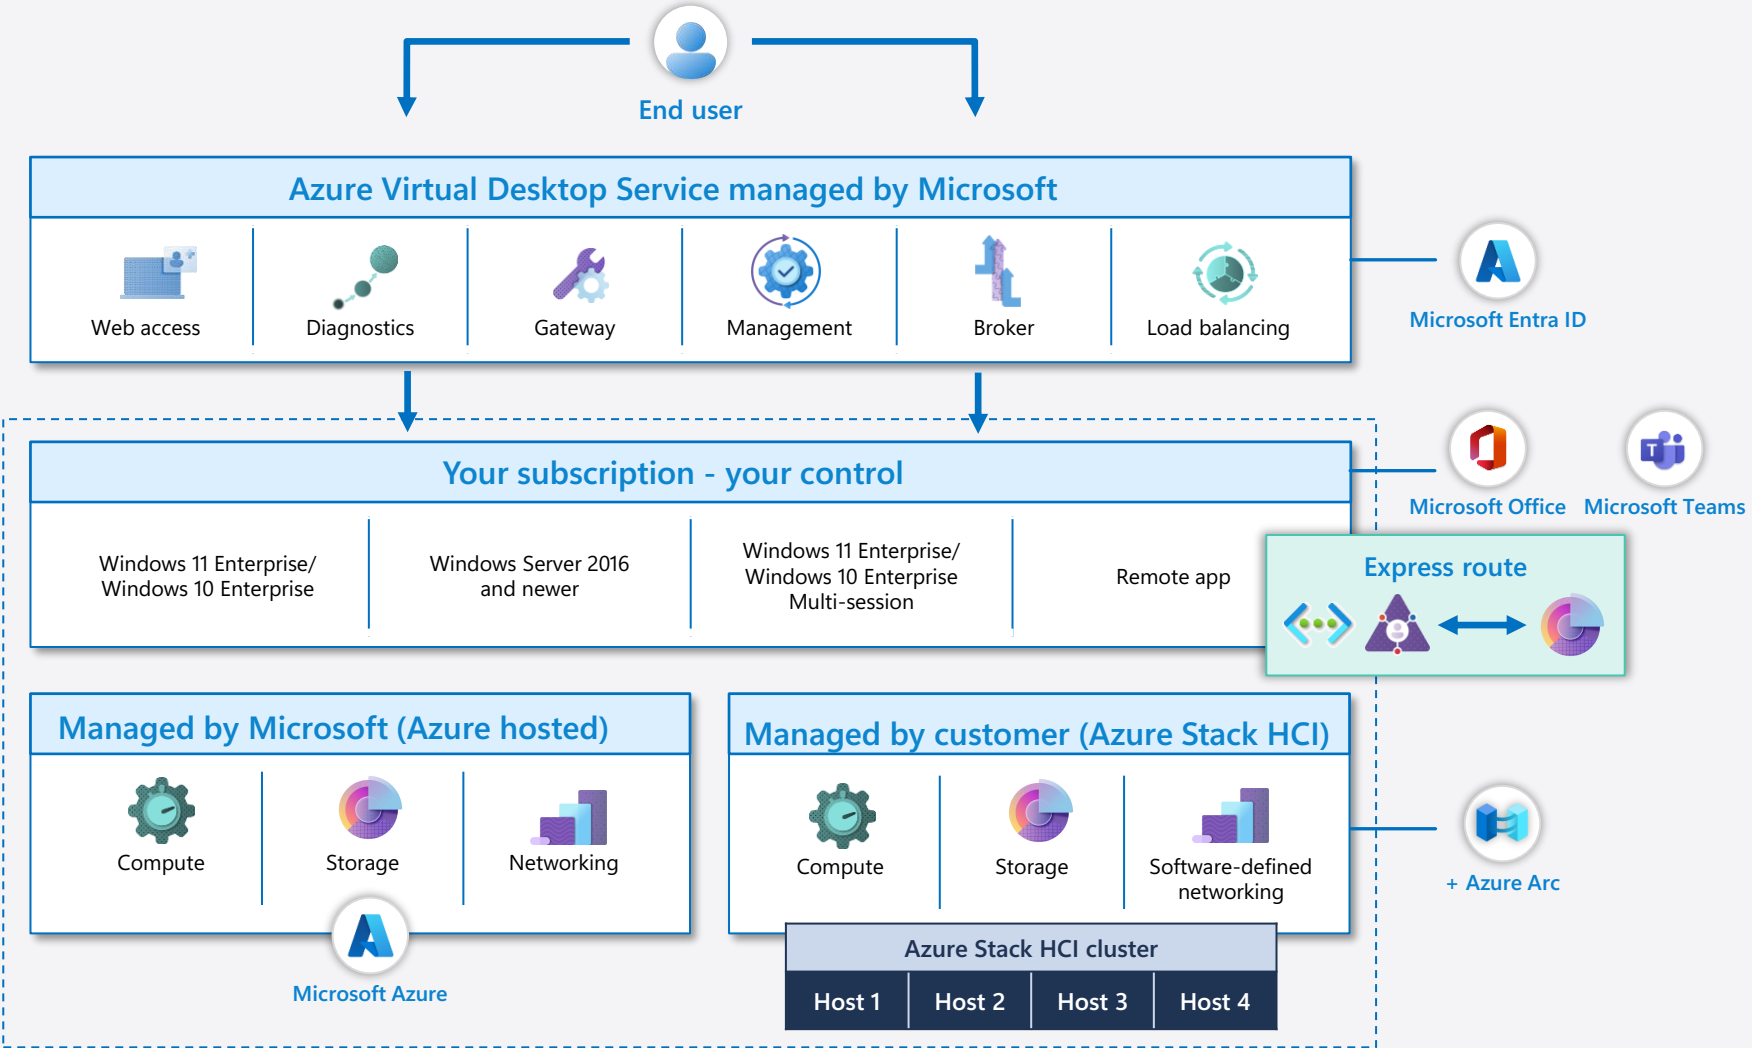 End user
Azure Virtual Desktop Service managed by Microsoft
Web access
Diagnostics
Gateway
Management
Broker
Load balancing
Microsoft Entra ID
Your subscription - your control
Windows 11 Enterprise/
Windows 10 Enterprise
Windows Server 2016
and newer
Windows 11 Enterprise/
Windows 10 Enterprise
Multi-session
Remote app
Microsoft Office
Microsoft Teams
T
Express route
Managed by Microsoft (Azure hosted)
Compute
Storage
Networking
Microsoft Azure
Managed by customer (Azure Stack HCI)
Compute
Storage
Software-defined
networking
+ Azure Arc
Azure Stack HCI cluster
Host 1
Host 2
Host 3
Host 4